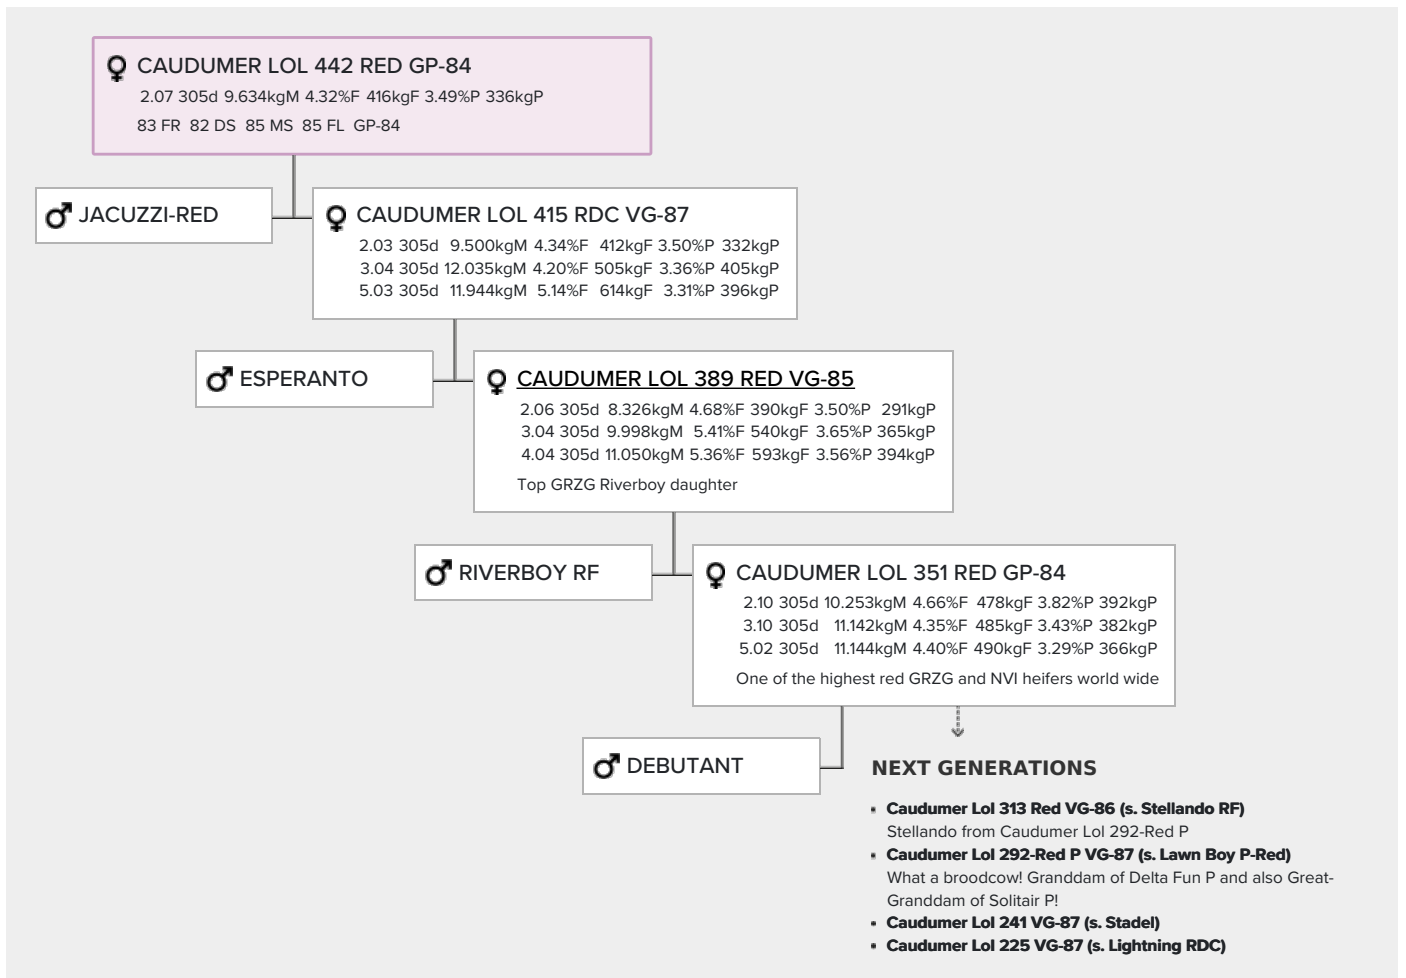 CAUDUMER LOL 442 RED GP-84
2.07 305d 9.634kgM 4.32%F 416kgF 3.49%P 336kgP
83 FR 82 DS 85 MS 85 FL GP-84
JACUZZI-RED
CAUDUMER LOL 415 RDC VG-87
2.03 305d 9.500kgM 4.34%F 412kgF 3.50%P 332kgP
3.04 305d 12.035kgM 4.20%F 505kgF 3.36%P 405kgP
5.03 305d 11.944kgM 5.14%F 614kgF 3.31%P 396kgP
ESPERANTO
CAUDUMER LOL 389 RED VG-85
2.06 305d 8.326kgM 4.68%F 390kgF 3.50%P 291kgP
3.04 305d 9.998kgM 5.41%F 540kgF 3.65%P 365kgP
4.04 305d 11.050kgM 5.36%F 593kgF 3.56%P 394kgP
Top GRZG Riverboy daughter
RIVERBOY RF
CAUDUMER LOL 351 RED GP-84
2.10 305d 10.253kgM 4.66%F 478kgF 3.82%P 392kgP
3.10 305d 11.142kgM 4.35%F 485kgF 3.43%P 382kgP
5.02 305d 11.144kgM 4.40%F 490kgF 3.29%P 366kgP
One of the highest red GRZG and NVI heifers world wide
DEBUTANT
NEXT GENERATIONS
Caudumer Lol 313 Red VG-86 (s. Stellando RF)
Stellando from Caudumer Lol 292-Red P
Caudumer Lol 292-Red P VG-87 (s. Lawn Boy P-Red)
What a broodcow! Granddam of Delta Fun P and also Great-
Granddam of Solitair P!
Caudumer Lol 241 VG-87 (s. Stadel)
Caudumer Lol 225 VG-87 (s. Lightning RDC)